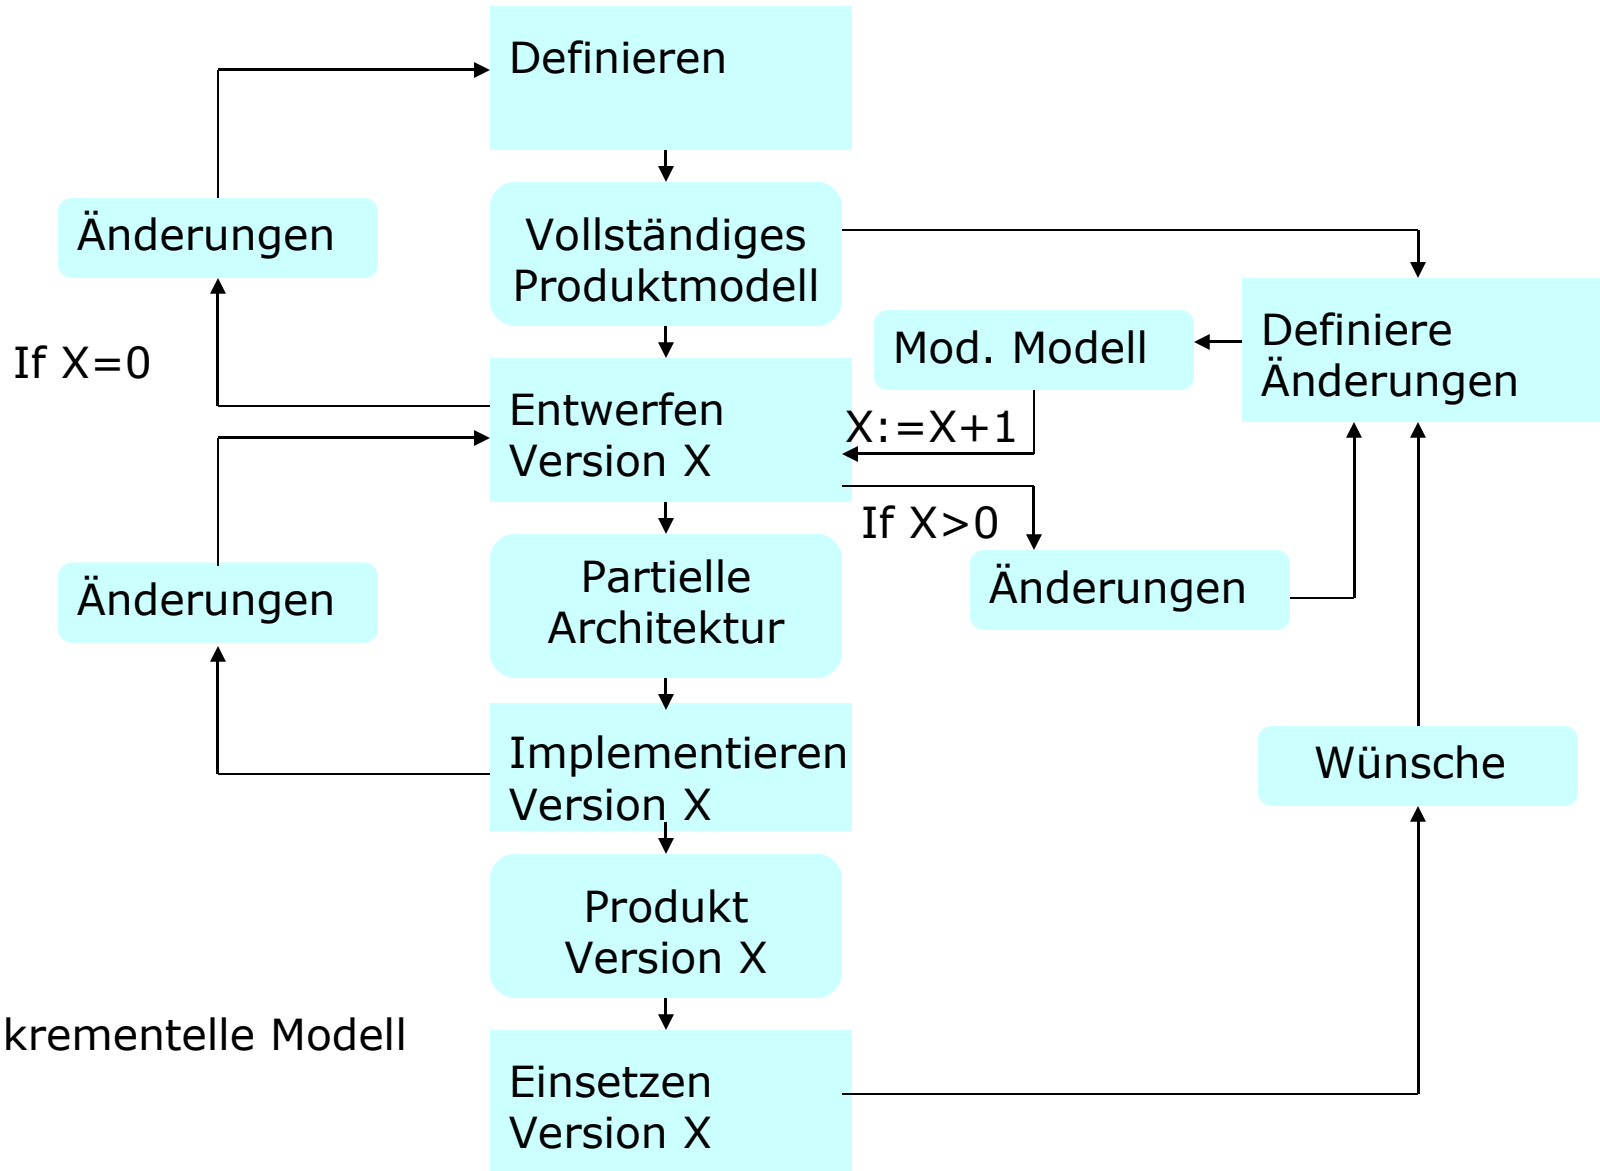 Definieren
Änderungen
Vollständiges
Produktmodell
If X=0
Mod. Modell
Definiere
Änderungen
Entwerfen
Version X
X:=X+1
If X>0
Änderungen
Partielle
Architektur
Änderungen
Implementieren
Version X
Wünsche
Produkt
Version X
krementelle Modell
Einsetzen
Version X